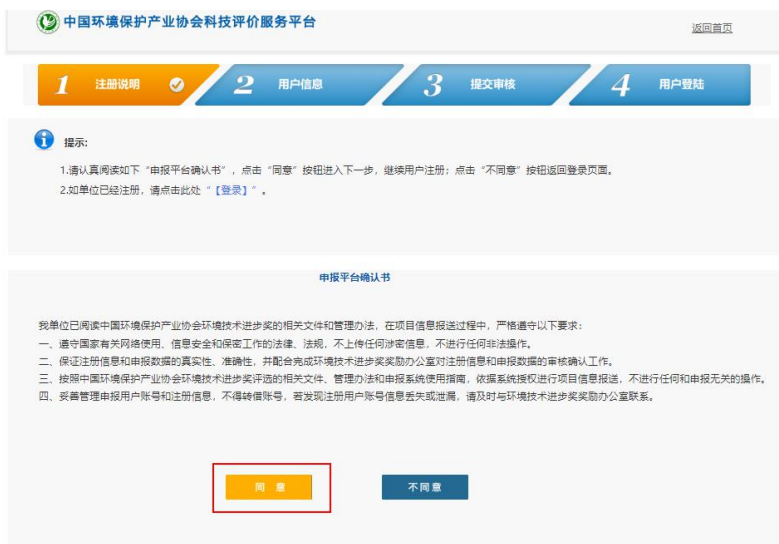 中国环境保护产业协会科技评价服务平台
返回首页
1 注册说明 2 用户信息 3 提交审核 4 用户登陆
提示:
1.请认真阅读如下“申报平台确认书”，点击“同意”按钮进入下一步，继续用户注册；点击“不同意”按钮返回登录页面。
2.如单位已经注册，请点击此处“【登录】”。
申报平台确认书
我单位已阅读中国环境保护产业协会环境技术进步奖的相关文件和管理办法，在项目信息报送过程中，严格遵守以下要求：
一、遵守国家有关网络使用、信息安全和保密工作的法律、法规，不上传任何涉密信息，不进行任何非法操作。
二、保证注册信息和申报数据的真实性、准确性，并配合完成环境技术进步奖奖励办公室对注册信息和申报数据的审核确认工作。
三、按照中国环境保护产业协会环境技术进步奖评选的相关文件、管理办法和申报系统使用指南，依据系统授权进行项目信息报送，不进行任何和申报无关的操作。
四、妥善管理申报用户账号和注册信息，不得转借账号，若发现注册用户账号信息丢失或泄漏，请及时与环境技术进步奖奖励办公室联系。
同 意 不同意